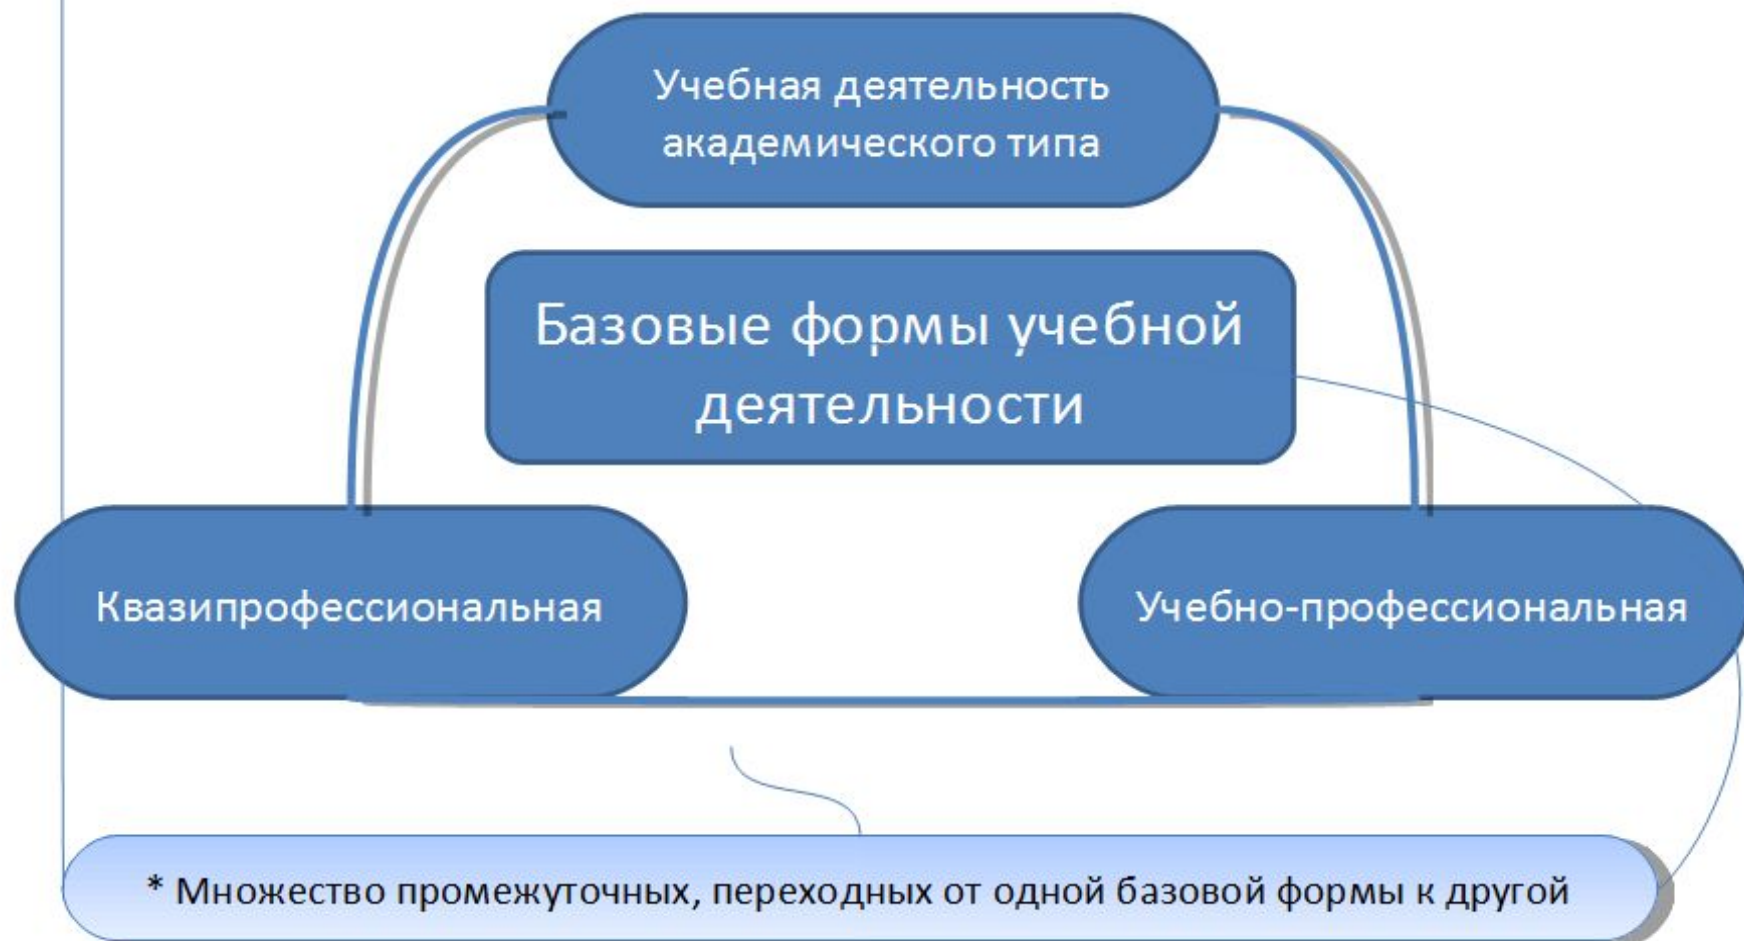 Учебная деятельность
академического типа
Базовые формы учебной
деятельности
Квазипрофессиональная
Учебно-профессиональная
* Множество промежуточных, переходных от одной базовой формы к другой